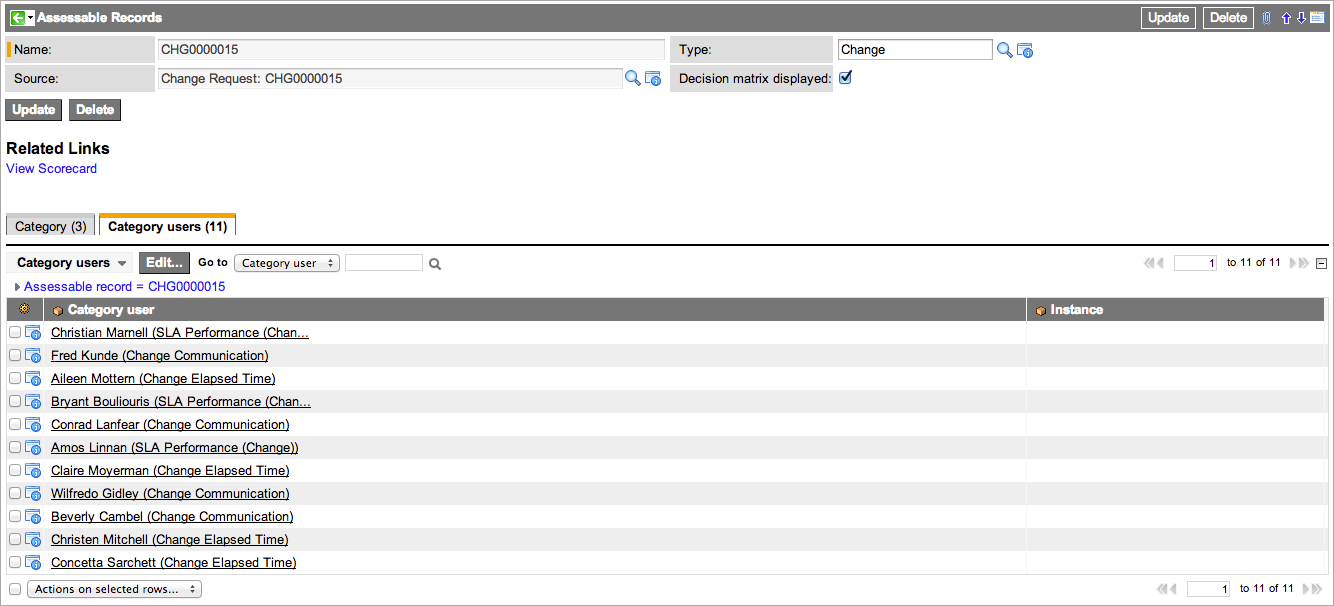 Assessable Records Update Delete
Name: CHG0000015 Type: Change
Source: Change Request: CHG0000015 Decision matrix displayed:
Update Delete
Related Links
View Scorecard
Category (3) Category users (11)
Category users Edit... Go to Category user 1 to 11 of 11
Assessable record = CHG0000015
Category user Instance
Christian Marnell (SLA Performance (Chan...
Fred Kunde (Change Communication)
Aileen Mottern (Change Elapsed Time)
Bryant Bouliouris (SLA Performance (Chan...
Conrad Lanfear (Change Communication)
Amos Linnan (SLA Performance (Change))
Claire Moyerman (Change Elapsed Time)
Wilfredo Gidley (Change Communication)
Beverly Cambel (Change Communication)
Christen Mitchell (Change Elapsed Time)
Concetta Sarchett (Change Elapsed Time)
Actions on selected rows... 1 to 11 of 11